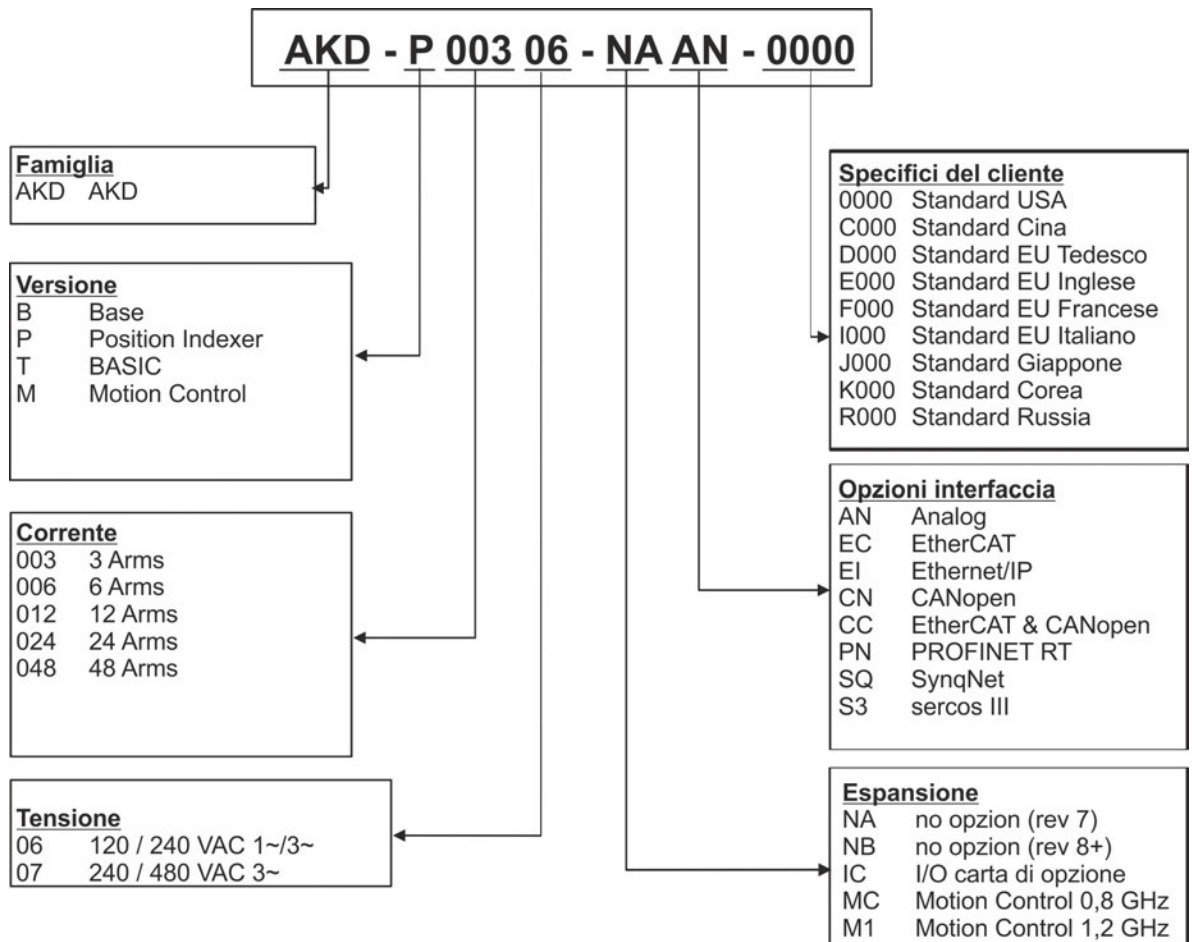 AKD - P 003 06 - NA AN - 0000
Famiglia
AKD AKD
Versione
B Base
P Position Indexer
T BASIC
M Motion Control
Corrente
003 3 Arms
006 6 Arms
012 12 Arms
024 24 Arms
048 48 Arms
Tensione
06 120 / 240 VAC 1~/3~
07 240 / 480 VAC 3~
Specifici del cliente
0000 Standard USA
C000 Standard Cina
D000 Standard EU Tedesco
E000 Standard EU Inglese
F000 Standard EU Francese
I000 Standard EU Italiano
J000 Standard Giappone
K000 Standard Corea
R000 Standard Russia
Opzioni interfaccia
AN Analog
EC EtherCAT
EI Ethernet/IP
CN CANopen
CC EtherCAT & CANopen
PN PROFINET RT
SQ SynqNet
S3 sercos III
Espansione
NA no opzion (rev 7)
NB no opzion (rev 8+)
IC I/O carta di opzione
MC Motion Control 0,8 GHz
M1 Motion Control 1,2 GHz